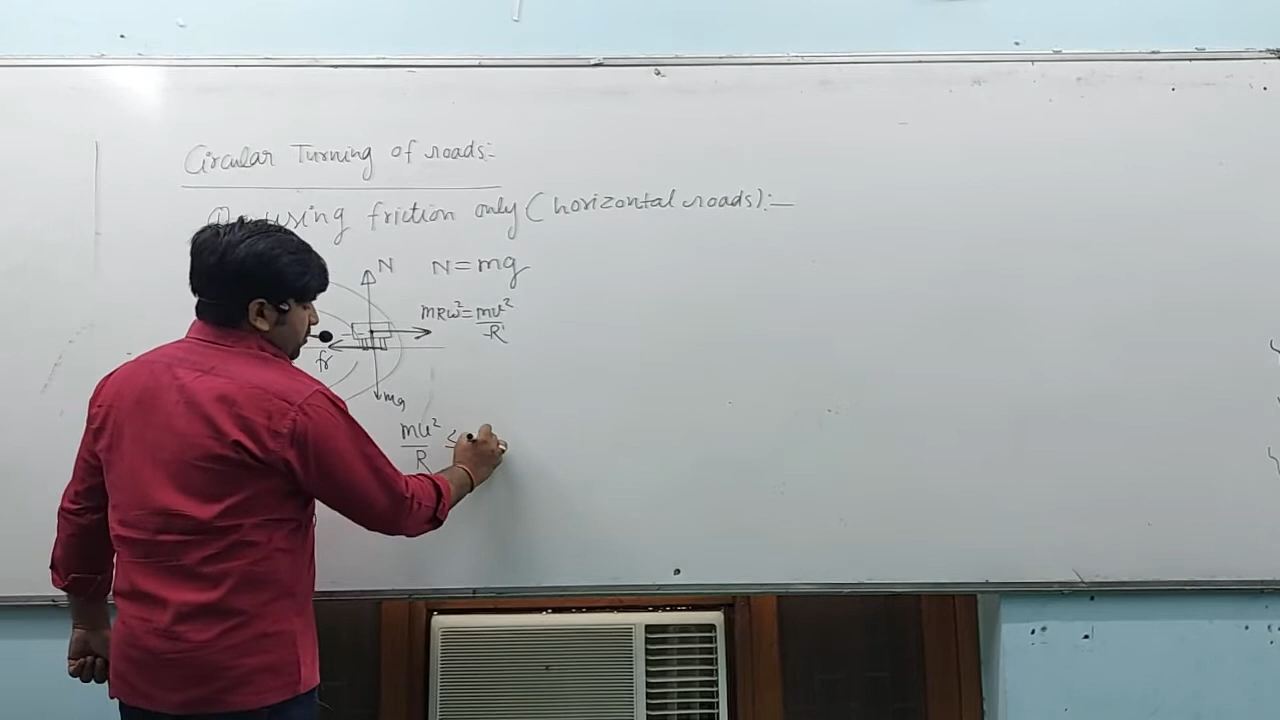 Circular Turning of roads:-
using friction only (horizontal roads):-
N N = mg
mRω² = mv²/R
fr
mg
mv²/R ≤